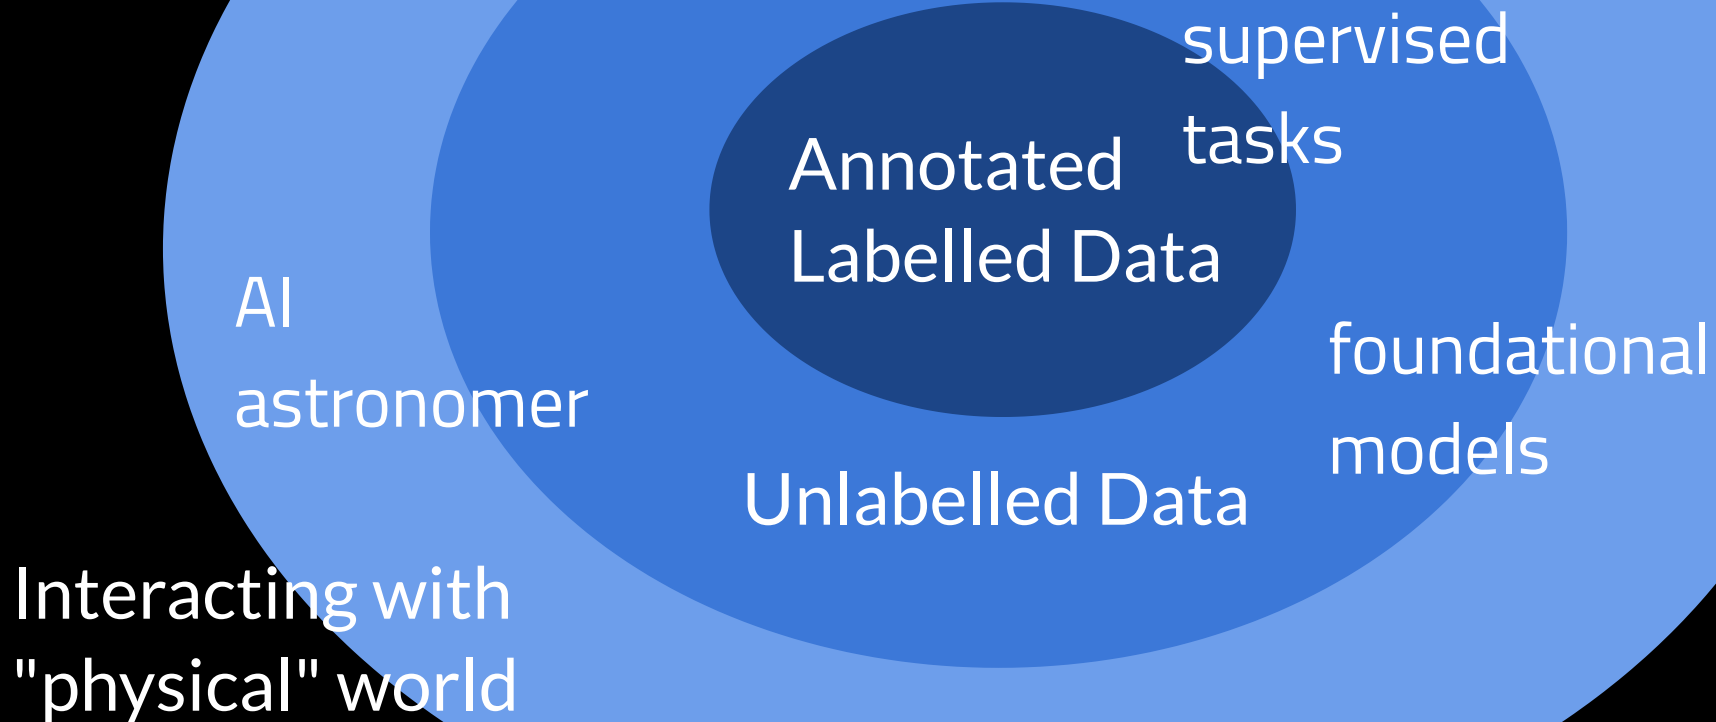 supervised
tasks
Annotated
Labelled Data
AI
astronomer
foundational
models
Unlabelled Data
Interacting with
"physical" world